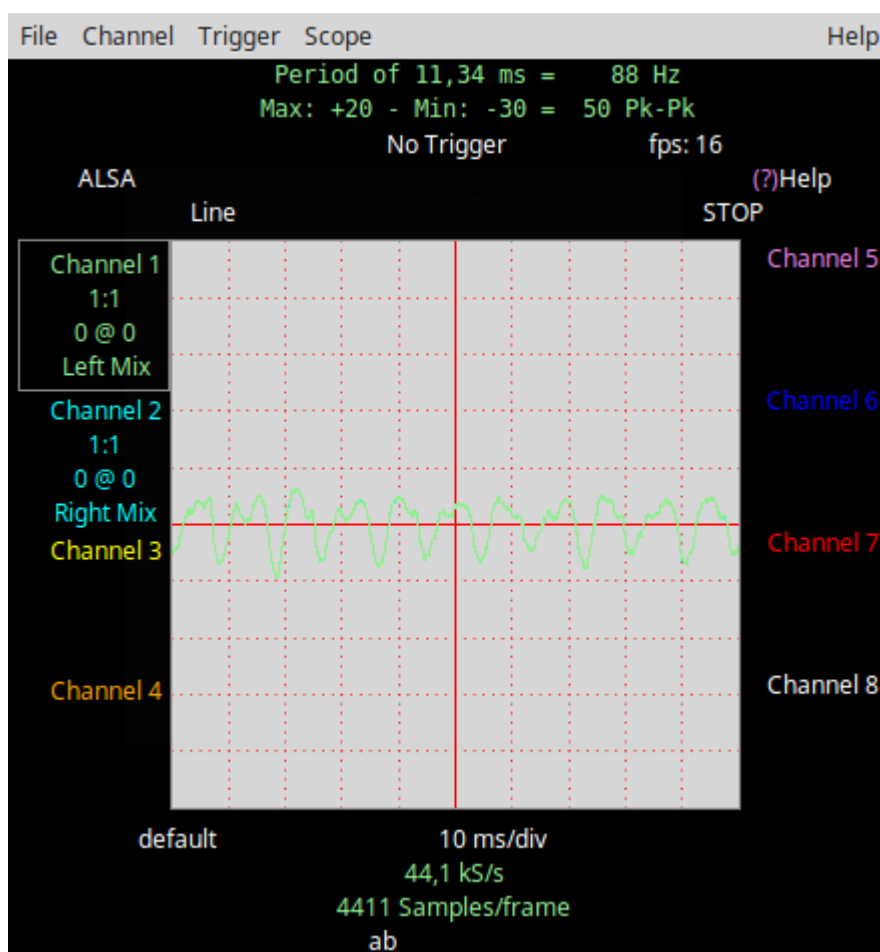 File Channel Trigger Scope Help
Period of 11,34 ms = 88 Hz
Max: +20 - Min: -30 = 50 Pk-Pk
No Trigger fps: 16
ALSA (?)Help
Line STOP
Channel 1
1:1
0 @ 0
Left Mix
Channel 2
1:1
0 @ 0
Right Mix
Channel 3
Channel 4
Channel 5
Channel 6
Channel 7
Channel 8
default 10 ms/div
44,1 kS/s
4411 Samples/frame
ab